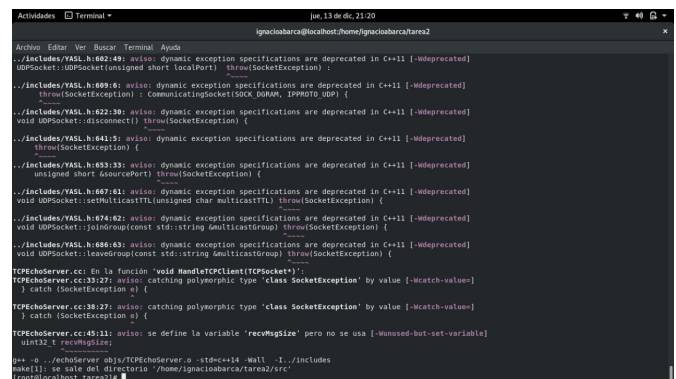 Actividades Terminal jue, 13 de dic, 21:20
ignacioabarca@localhost:/home/ignacioabarca/tarea2
Archivo Editar Ver Buscar Terminal Ayuda
../includes/YASL.h:602:49: aviso: dynamic exception specifications are deprecated in C++11 [-Wdeprecated]
UDPSocket::UDPSocket(unsigned short localPort) throw(SocketException) :
^~~~~
../includes/YASL.h:609:6: aviso: dynamic exception specifications are deprecated in C++11 [-Wdeprecated]
throw(SocketException) : CommunicatingSocket(SOCK_DGRAM, IPPROTO_UDP) {
^~~~~
../includes/YASL.h:622:30: aviso: dynamic exception specifications are deprecated in C++11 [-Wdeprecated]
void UDPSocket::disconnect() throw(SocketException) {
^~~~~
../includes/YASL.h:641:5: aviso: dynamic exception specifications are deprecated in C++11 [-Wdeprecated]
throw(SocketException) {
^~~~~
../includes/YASL.h:653:33: aviso: dynamic exception specifications are deprecated in C++11 [-Wdeprecated]
unsigned short &sourcePort) throw(SocketException) {
^~~~~
../includes/YASL.h:667:61: aviso: dynamic exception specifications are deprecated in C++11 [-Wdeprecated]
void UDPSocket::setMulticastTTL(unsigned char multicastTTL) throw(SocketException) {
^~~~~
../includes/YASL.h:674:62: aviso: dynamic exception specifications are deprecated in C++11 [-Wdeprecated]
void UDPSocket::joinGroup(const std::string &multicastGroup) throw(SocketException) {
^~~~~
../includes/YASL.h:686:63: aviso: dynamic exception specifications are deprecated in C++11 [-Wdeprecated]
void UDPSocket::leaveGroup(const std::string &multicastGroup) throw(SocketException) {
^~~~~
TCPEchoServer.cc: En la función 'void HandleTCPClient(TCPSocket*)':
TCPEchoServer.cc:33:27: aviso: catching polymorphic type 'class SocketException' by value [-Wcatch-value=]
} catch (SocketException e) {
^
TCPEchoServer.cc:38:27: aviso: catching polymorphic type 'class SocketException' by value [-Wcatch-value=]
} catch (SocketException e) {
^
TCPEchoServer.cc:45:11: aviso: se define la variable 'recvMsgSize' pero no se usa [-Wunused-but-set-variable]
uint32_t recvMsgSize;
^~~~~~~~~~~
g++ -o ../echoServer objs/TCPEchoServer.o -std=c++14 -Wall -I../includes
make[1]: se sale del directorio '/home/ignacioabarca/tarea2/src'
[root@localhost tarea2]#